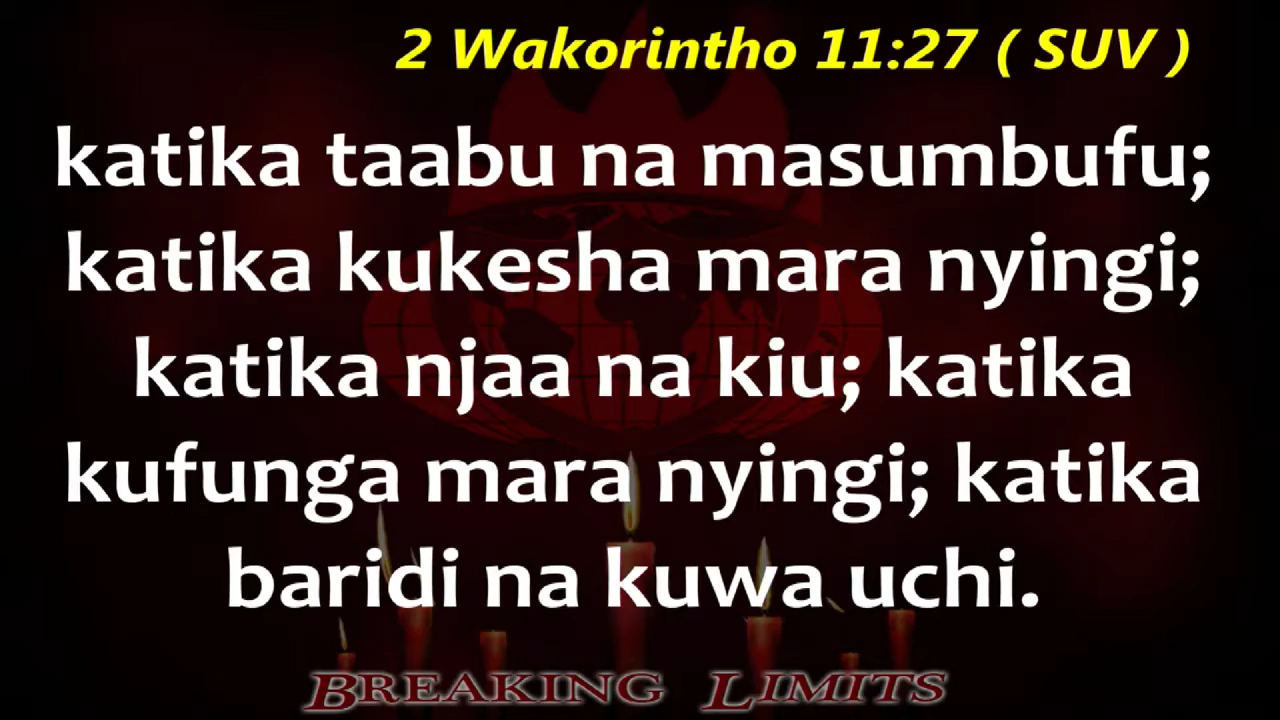 2 Wakorintho 11:27 ( SUV )
katika taabu na masumbufu;
katika kukesha mara nyingi;
katika njaa na kiu; katika
kufunga mara nyingi; katika
baridi na kuwa uchi.
BREAKING LIMITS